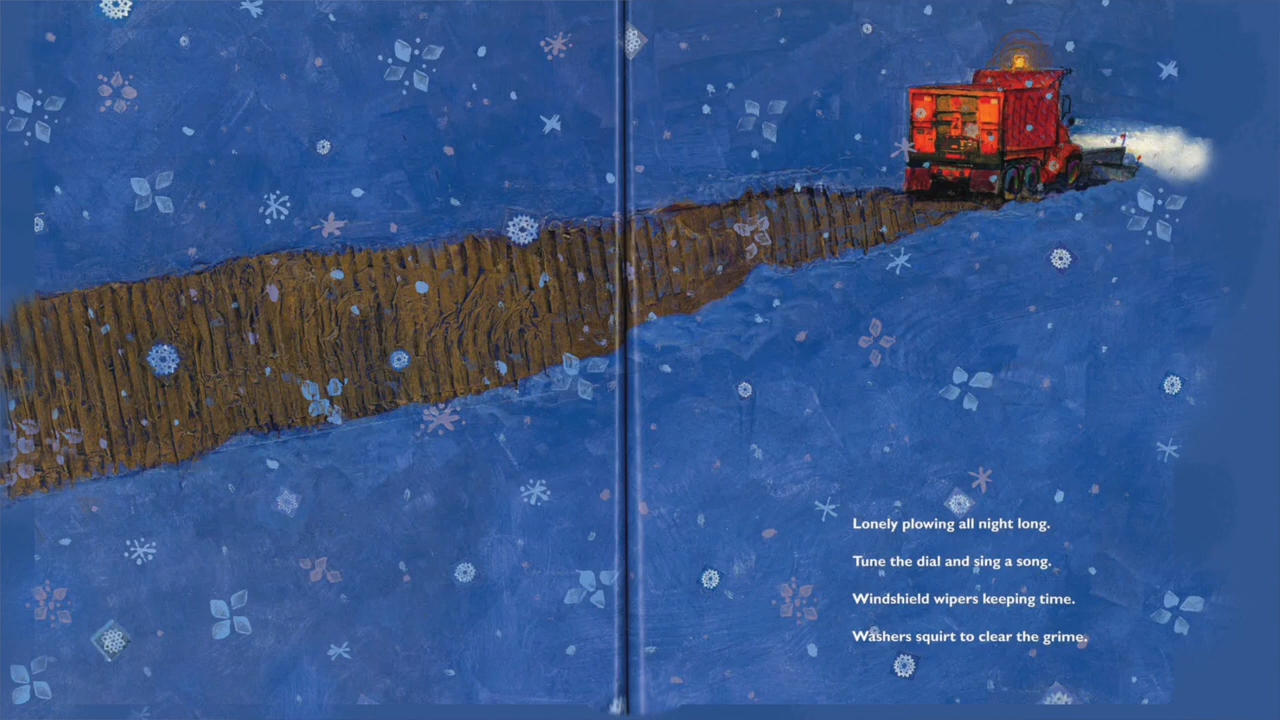 Lonely plowing all night long.
Tune the dial and sing a song.
Windshield wipers keeping time.
Washers squirt to clear the grime.